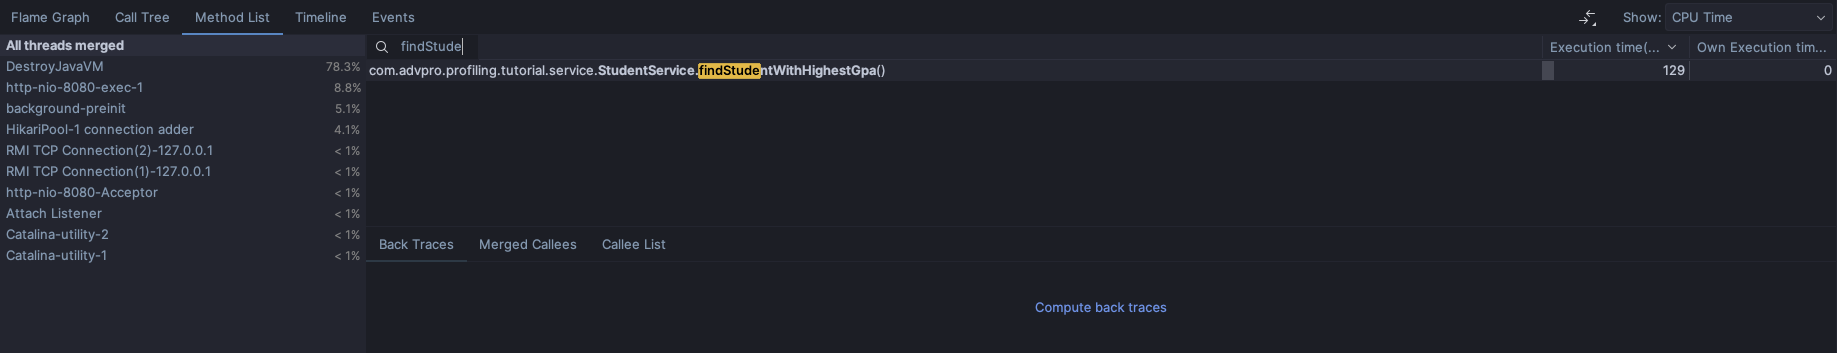 Flame Graph Call Tree Method List Timeline Events Show: CPU Time
All threads merged
DestroyJavaVM 78.3%
http-nio-8080-exec-1 8.8%
background-preinit 5.1%
HikariPool-1 connection adder 4.1%
RMI TCP Connection(2)-127.0.0.1 < 1%
RMI TCP Connection(1)-127.0.0.1 < 1%
http-nio-8080-Acceptor < 1%
Attach Listener < 1%
Catalina-utility-2 < 1%
Catalina-utility-1 < 1%
findStude Execution time(... Own Execution tim...
com.advpro.profiling.tutorial.service.StudentService.findStudentWithHighestGpa() 129 0
Back Traces Merged Callees Callee List
Compute back traces